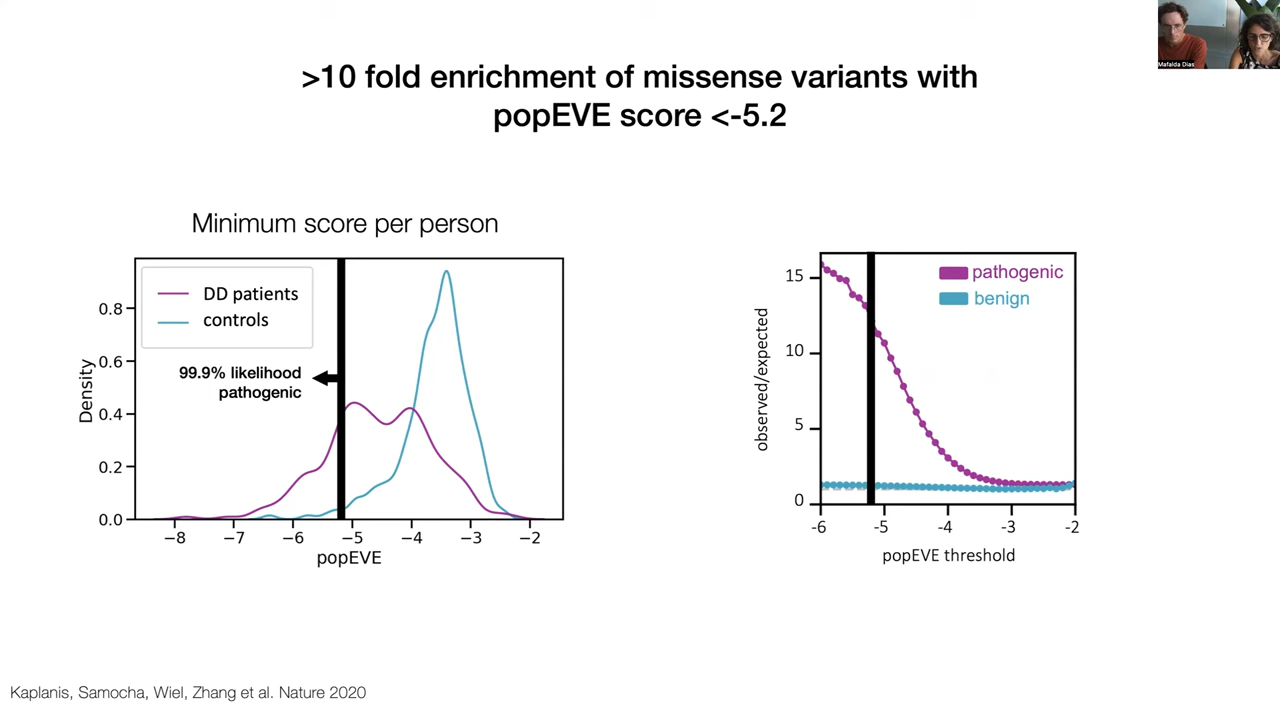 >10 fold enrichment of missense variants with
popEVE score <-5.2
Mafalda Dias
Minimum score per person
DD patients
controls
99.9% likelihood
pathogenic
Density
0.8
0.6
0.4
0.2
0.0
−8 −7 −6 −5 −4 −3 −2
popEVE
pathogenic
benign
observed/expected
15
10
5
0
-6 -5 -4 -3 -2
popEVE threshold
Kaplanis, Samocha, Wiel, Zhang et al. Nature 2020